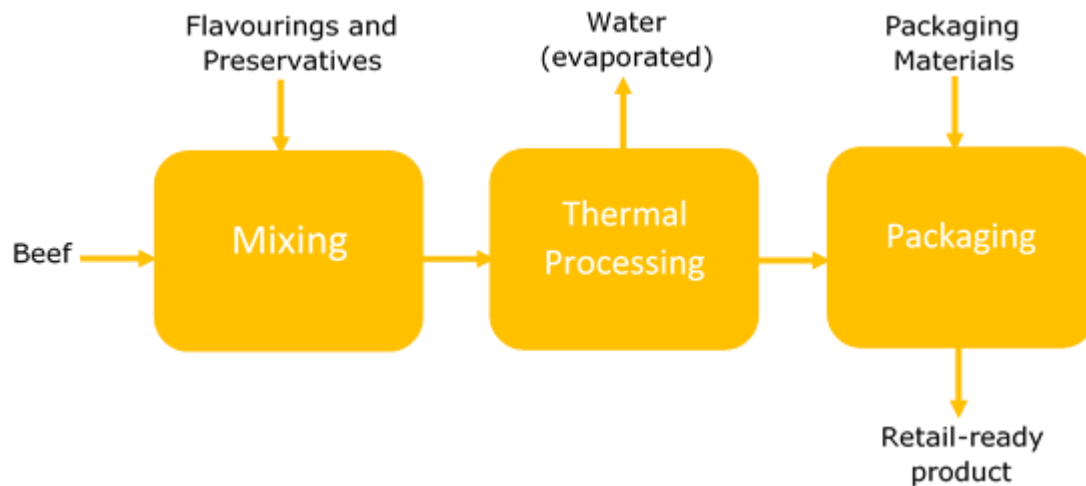 Flavourings and
Preservatives
Water
(evaporated)
Packaging
Materials
Beef
Mixing
Thermal
Processing
Packaging
Retail-ready
product